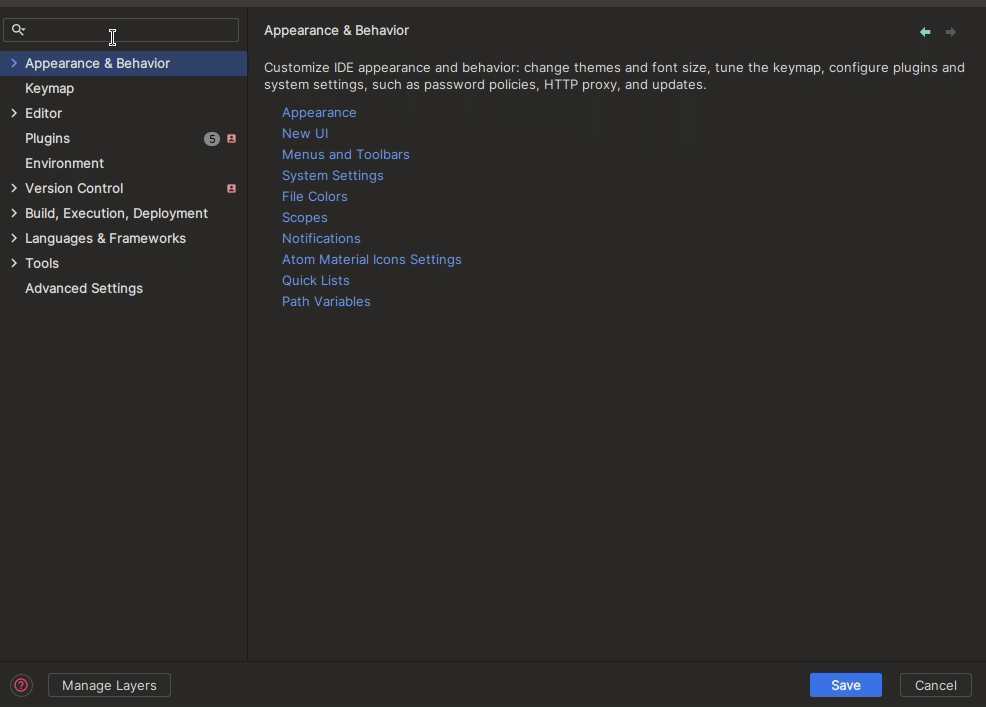 Appearance & Behavior
Keymap
Editor
Plugins 5
Environment
Version Control
Build, Execution, Deployment
Languages & Frameworks
Tools
Advanced Settings
Appearance & Behavior
Customize IDE appearance and behavior: change themes and font size, tune the keymap, configure plugins and
system settings, such as password policies, HTTP proxy, and updates.
Appearance
New UI
Menus and Toolbars
System Settings
File Colors
Scopes
Notifications
Atom Material Icons Settings
Quick Lists
Path Variables
? Manage Layers Save Cancel